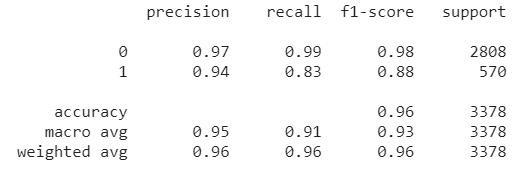 precision recall f1-score support
0 0.97 0.99 0.98 2808
1 0.94 0.83 0.88 570
accuracy 0.96 3378
macro avg 0.95 0.91 0.93 3378
weighted avg 0.96 0.96 0.96 3378